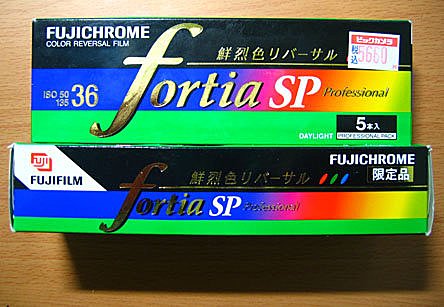 FUJICHROME
COLOR REVERSAL FILM
鮮烈色リバーサル
ビックカメラ
税込 5660
ISO 50
135 36
fortia SP Professional
5本入
DAYLIGHT PROFESSIONAL PACK
FUJI
FUJIFILM
鮮烈色リバーサル
FUJICHROME
限定品
fortia SP Professional